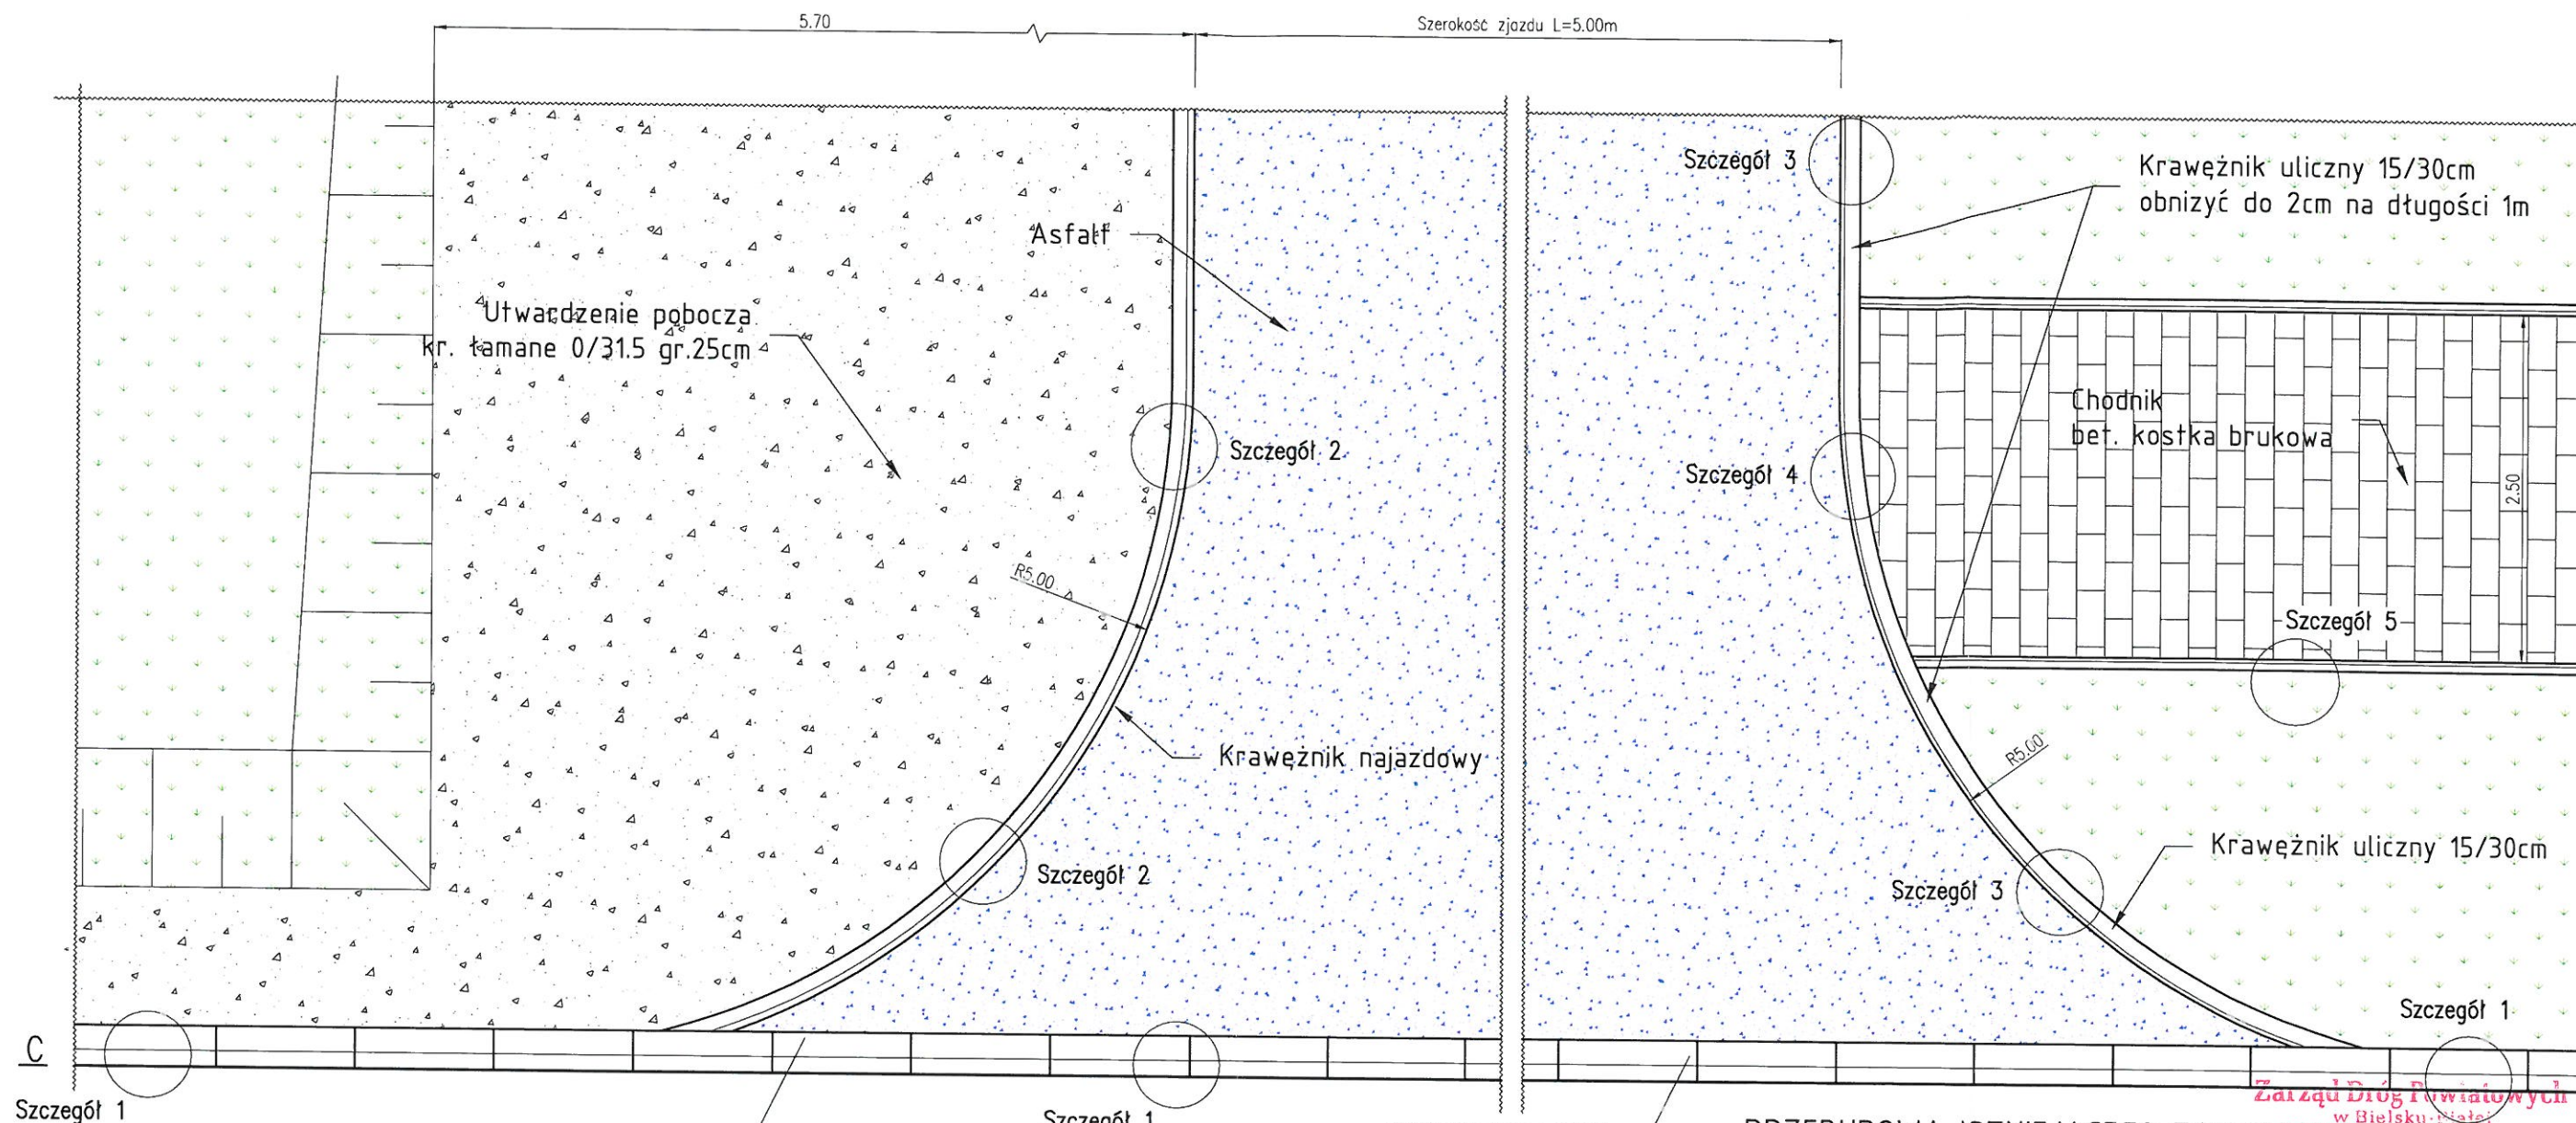 5.70
Szerokość zjazdu L=5.00m
Szczegół 3
Krawężnik uliczny 15/30cm
obniżyć do 2cm na długości 1m
Asfalt
Utwardzenie pobocza
kr. łamane 0/31.5 gr.25cm
Chodnik
bet. kostka brukowa
Szczegół 2
Szczegół 4
2.50
R5.00
Szczegół 5
Krawężnik najazdowy
R5.00
Krawężnik uliczny 15/30cm
Szczegół 2
Szczegół 3
Szczegół 1
C
Szczegół 1
Szczegół 1
Zarząd Dróg Powiatowych
w Bielsku-Białej